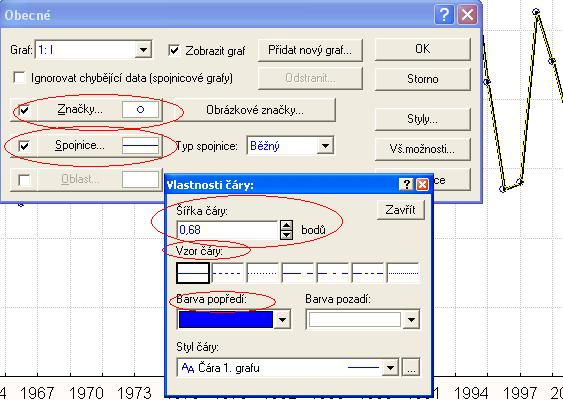 Obecné
Graf: 1: I
Zobrazit graf
Přidat nový graf...
OK
Ignorovat chybějící data (spojnicové grafy)
Odstranit...
Storno
Značky...
Obrázkové značky...
Styly...
Spojnice...
Typ spojnice: Běžný
Vš.možnosti...
Oblast...
Vlastnosti čáry:
Šířka čáry:
Zavřít
0,68 bodů
Vzor čáry:
Barva popředí:
Barva pozadí:
Styl čáry:
AA Čára 1. grafu
...
4 1967 1970 1973 1994 1997 20